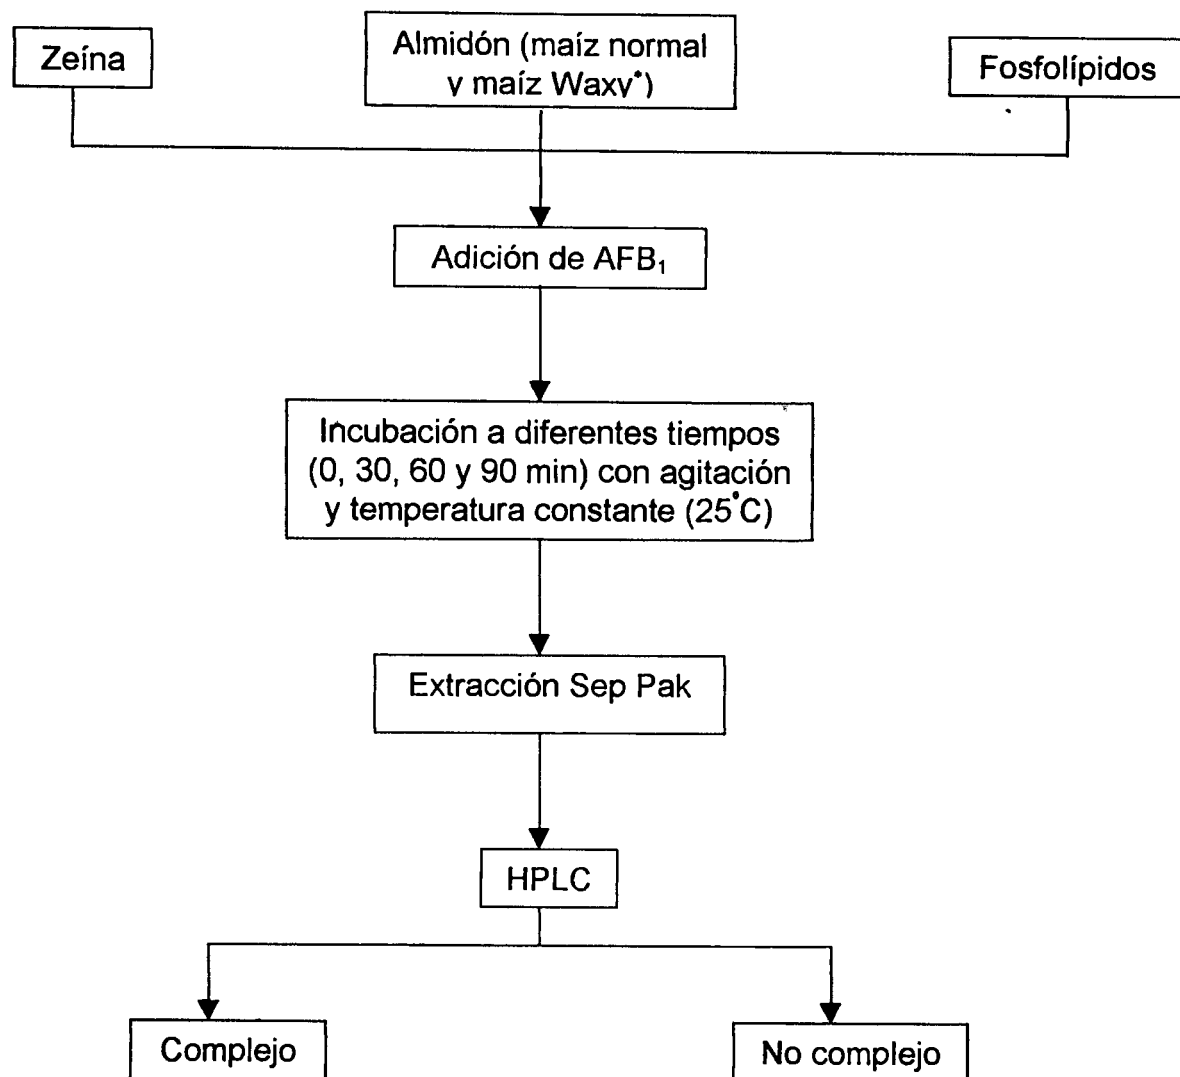 Zeína
Almidón (maíz normal
y maíz Waxy*)
Fosfolípidos
Adición de AFB₁
Incubación a diferentes tiempos
(0, 30, 60 y 90 min) con agitación
y temperatura constante (25°C)
Extracción Sep Pak
HPLC
Complejo
No complejo